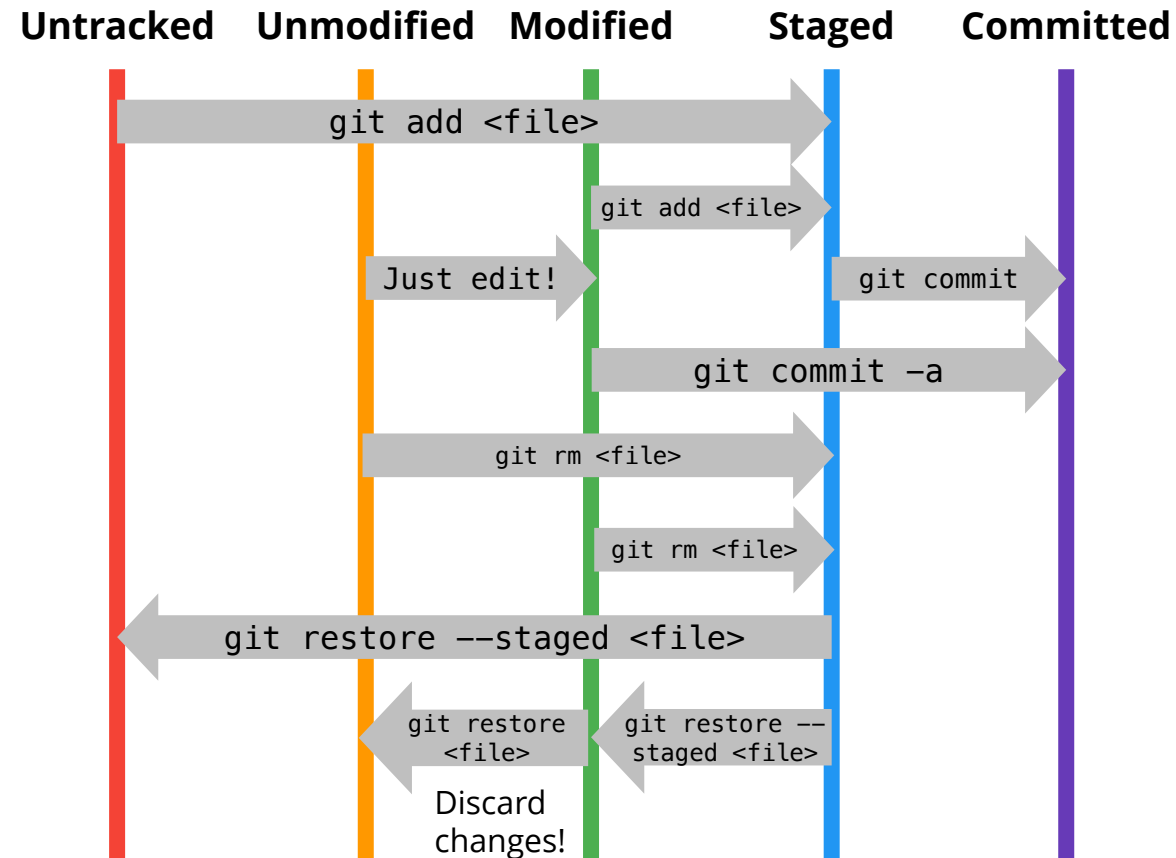 Untracked Unmodified Modified Staged Committed
git add <file>
git add <file>
Just edit!
git commit
git commit –a
git rm <file>
git rm <file>
git restore ––staged <file>
git restore
<file>
git restore ––
staged <file>
Discard
changes!